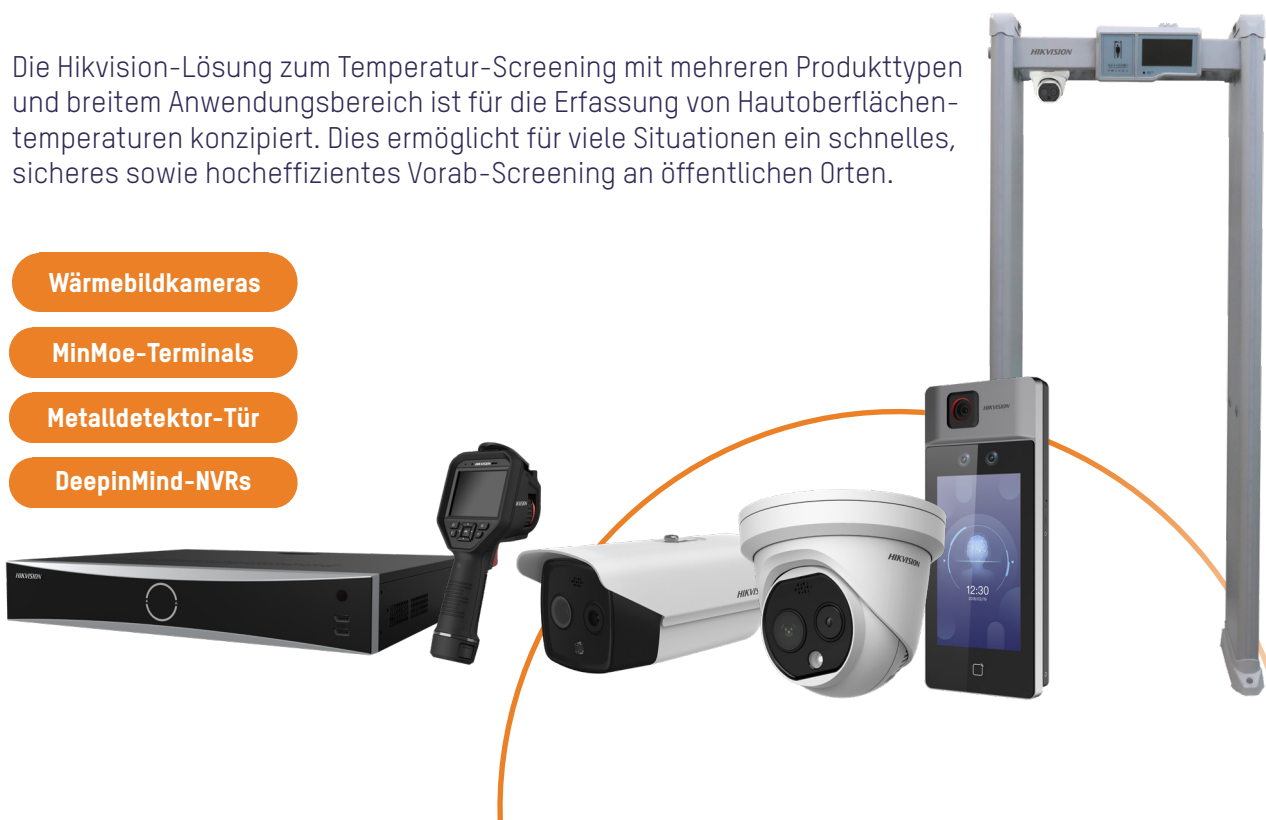 Die Hikvision-Lösung zum Temperatur-Screening mit mehreren Produkttypen
und breitem Anwendungsbereich ist für die Erfassung von Hautoberflächen-
temperaturen konzipiert. Dies ermöglicht für viele Situationen ein schnelles,
sicheres sowie hocheffizientes Vorab-Screening an öffentlichen Orten.
Wärmebildkameras
MinMoe-Terminals
Metalldetektor-Tür
DeepinMind-NVRs
HIKVISION
HIKVISION
HIKVISION
HIKVISION
12:30